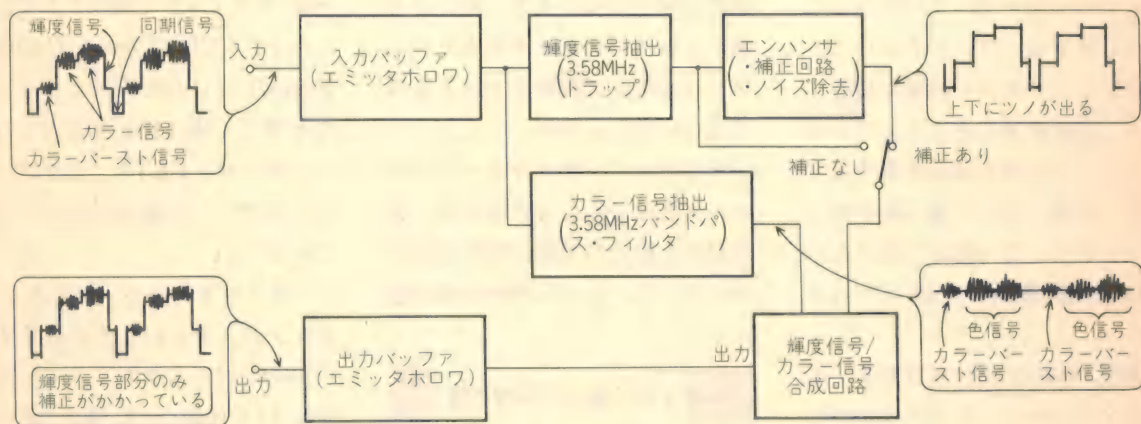 輝度信号
同期信号
カラー信号
カラーバースト信号
入力
入力バッファ
(エミッタホロワ)
輝度信号抽出
(3.58MHz
トラップ)
エンハンサ
・補正回路
・ノイズ除去
上下にツノが出る
補正なし
補正あり
カラー信号抽出
(3.58MHzバンドパ
ス・フィルタ)
輝度信号部分のみ
補正がかかっている
出力
出力バッファ
(エミッタホロワ)
出力
輝度信号/
カラー信号
合成回路
色信号
色信号
カラーバー
スト信号
カラーバー
スト信号